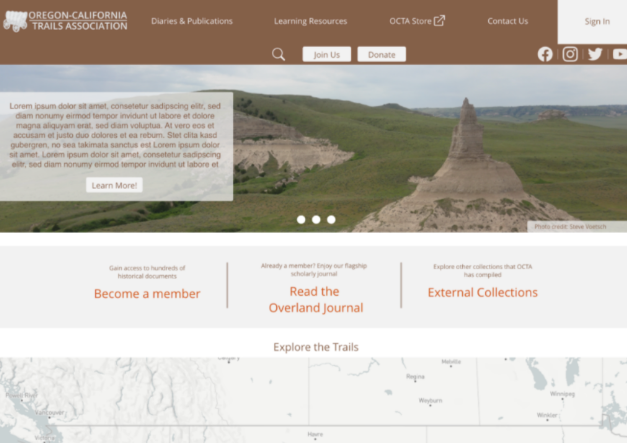 OREGON-CALIFORNIA
TRAILS ASSOCIATION
Diaries & Publications
Learning Resources
OCTA Store
Contact Us
Sign In
Join Us
Donate
Lorem ipsum dolor sit amet, consetetur sadipscing elitr, sed
diam nonumy eirmod tempor invidunt ut labore et dolore
magna aliquyam erat, sed diam voluptua. At vero eos et
accusam et justo duo dolores et ea rebum. Stet clita kasd
gubergren, no sea takimata sanctus est Lorem ipsum dolor
sit amet. Lorem ipsum dolor sit amet, consetetur sadipscing
elitr, sed diam nonumy eirmod tempor invidunt ut labore et
Learn More!
Photo credit: Steve
Gain access to hundreds of
historical documents
Become a member
Already a member? Enjoy our flagship
scholarly journal
Read the
Overland Journal
Explore other collections that OCTA
has compiled
External Collections
Explore the Trails
Melville
Regina
Winnipeg
Weyburn
Vancouver
Winkler
Victoria
Havre